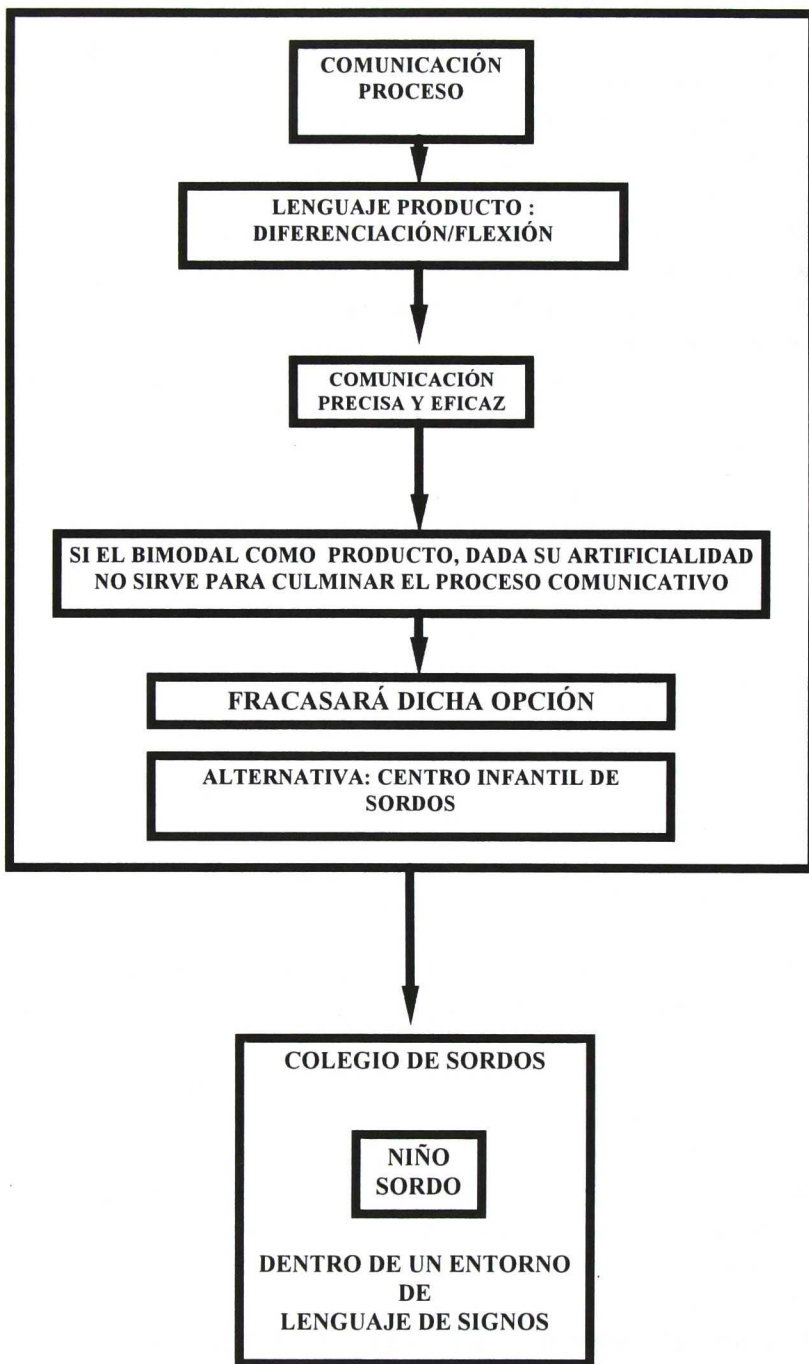 COMUNICACIÓN
PROCESO
LENGUAJE PRODUCTO :
DIFERENCIACIÓN/FLEXIÓN
COMUNICACIÓN
PRECISA Y EFICAZ
SI EL BIMODAL COMO PRODUCTO, DADA SU ARTIFICIALIDAD
NO SIRVE PARA CULMINAR EL PROCESO COMUNICATIVO
FRACASARÁ DICHA OPCIÓN
ALTERNATIVA: CENTRO INFANTIL DE
SORDOS
COLEGIO DE SORDOS
NIÑO
SORDO
DENTRO DE UN ENTORNO
DE
LENGUAJE DE SIGNOS